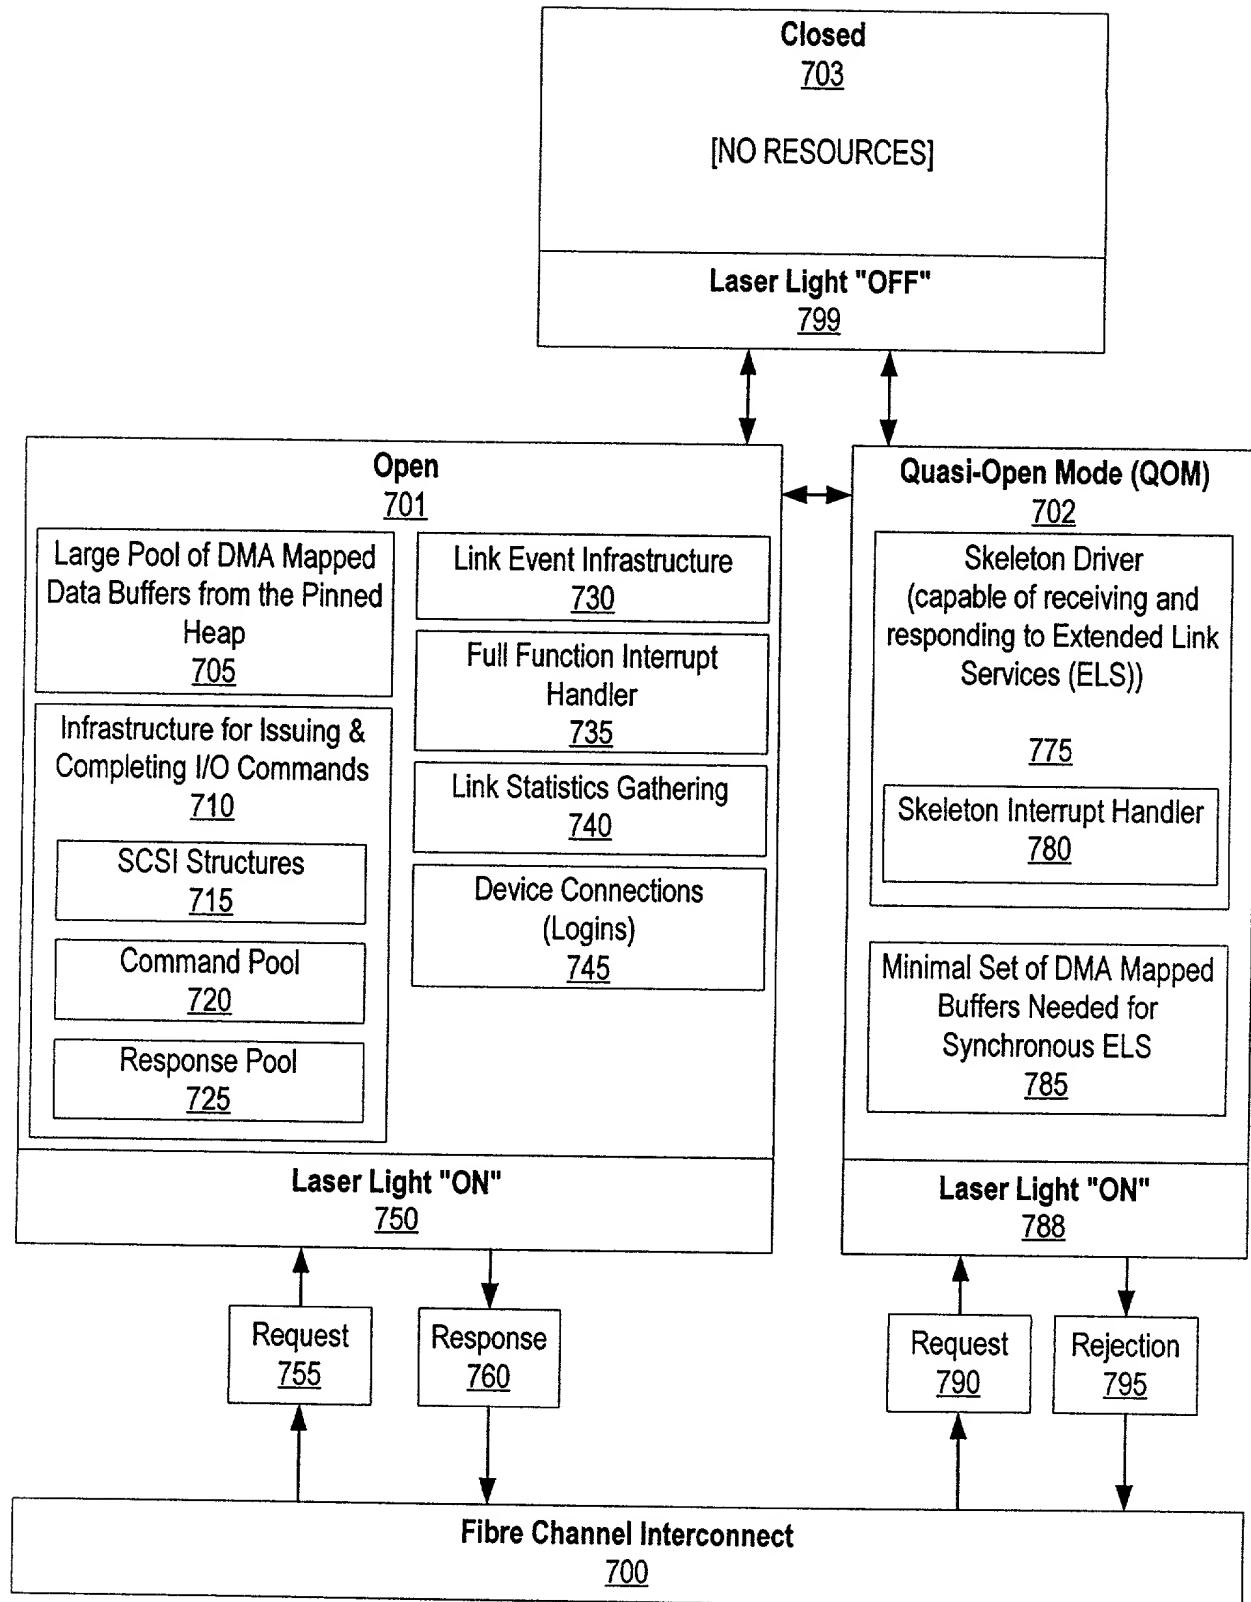 Closed
703
[NO RESOURCES]
Laser Light "OFF"
799
Open
701
Large Pool of DMA Mapped
Data Buffers from the Pinned
Heap
705
Infrastructure for Issuing &
Completing I/O Commands
710
SCSI Structures
715
Command Pool
720
Response Pool
725
Link Event Infrastructure
730
Full Function Interrupt
Handler
735
Link Statistics Gathering
740
Device Connections
(Logins)
745
Laser Light "ON"
750
Quasi-Open Mode (QOM)
702
Skeleton Driver
(capable of receiving and
responding to Extended Link
Services (ELS))
775
Skeleton Interrupt Handler
780
Minimal Set of DMA Mapped
Buffers Needed for
Synchronous ELS
785
Laser Light "ON"
788
Request
755
Response
760
Request
790
Rejection
795
Fibre Channel Interconnect
700